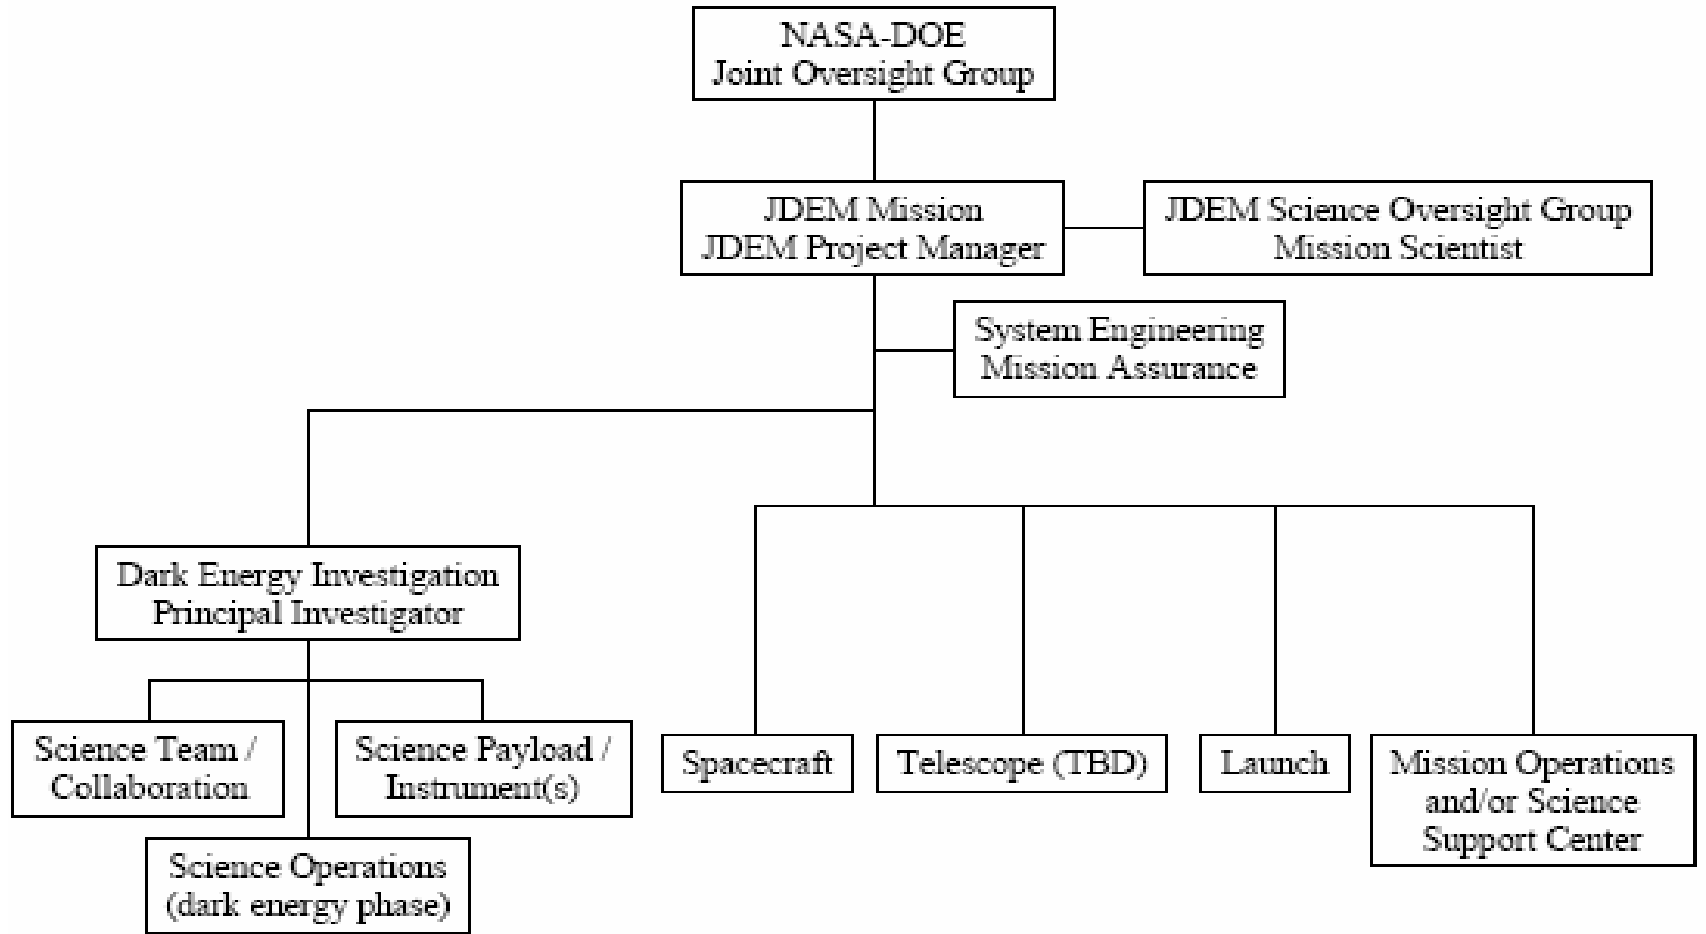 NASA-DOE
Joint Oversight Group
JDEM Mission
JDEM Project Manager
JDEM Science Oversight Group
Mission Scientist
System Engineering
Mission Assurance
Dark Energy Investigation
Principal Investigator
Science Team /
Collaboration
Science Payload /
Instrument(s)
Science Operations
(dark energy phase)
Spacecraft
Telescope (TBD)
Launch
Mission Operations
and/or Science
Support Center